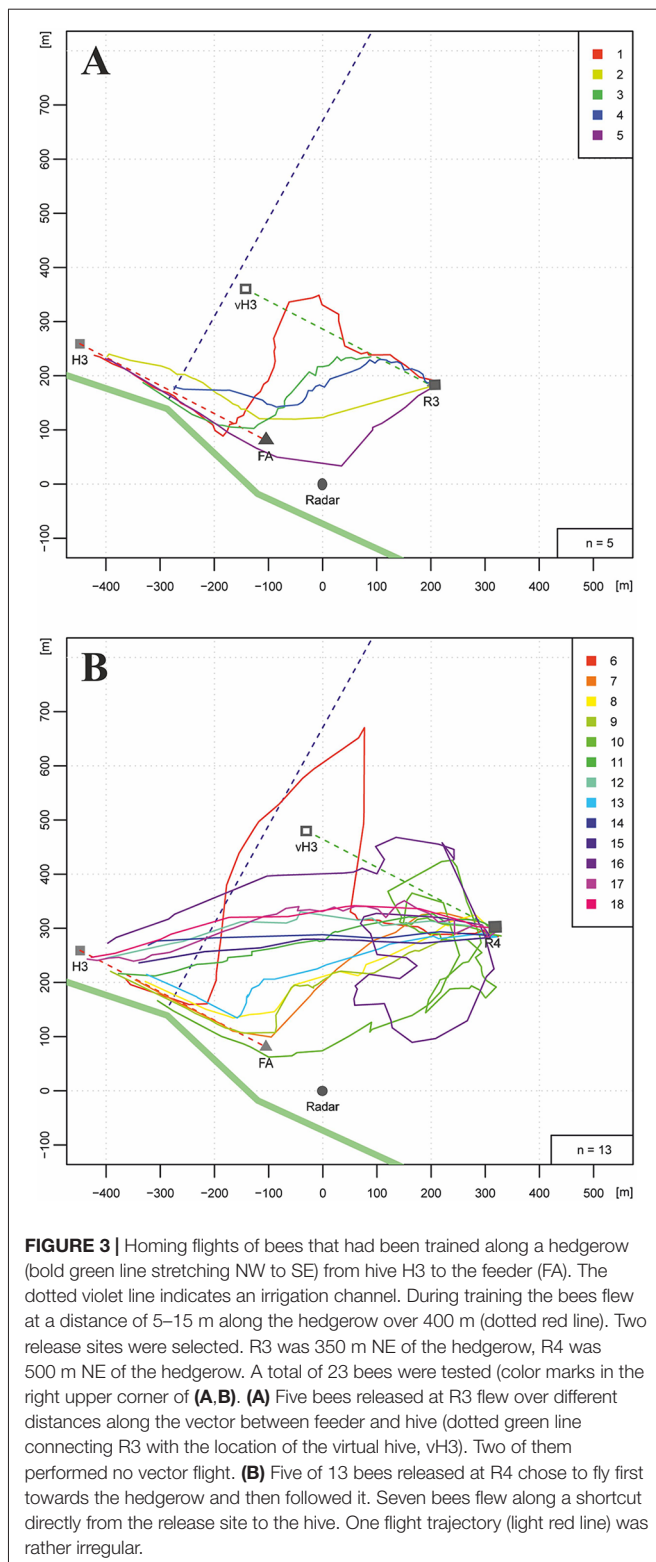 [m]
A
1
2
3
4
5
700
600
500
400
300
200
100
0
−100
vH3
H3
R3
FA
Radar
n = 5
−400 −300 −200 −100 0 100 200 300 400 500 [m]
[m]
B
6
7
8
9
10
11
12
13
14
15
16
17
18
700
600
500
400
300
200
100
0
−100
vH3
H3
R4
FA
Radar
n = 13
−400 −300 −200 −100 0 100 200 300 400 500 [m]
FIGURE 3 | Homing flights of bees that had been trained along a hedgerow
(bold green line stretching NW to SE) from hive H3 to the feeder (FA). The
dotted violet line indicates an irrigation channel. During training the bees flew
at a distance of 5–15 m along the hedgerow over 400 m (dotted red line). Two
release sites were selected. R3 was 350 m NE of the hedgerow, R4 was
500 m NE of the hedgerow. A total of 23 bees were tested (color marks in the
right upper corner of (A,B). (A) Five bees released at R3 flew over different
distances along the vector between feeder and hive (dotted green line
connecting R3 with the location of the virtual hive, vH3). Two of them
performed no vector flight. (B) Five of 13 bees released at R4 chose to fly first
towards the hedgerow and then followed it. Seven bees flew along a shortcut
directly from the release site to the hive. One flight trajectory (light red line) was
rather irregular.